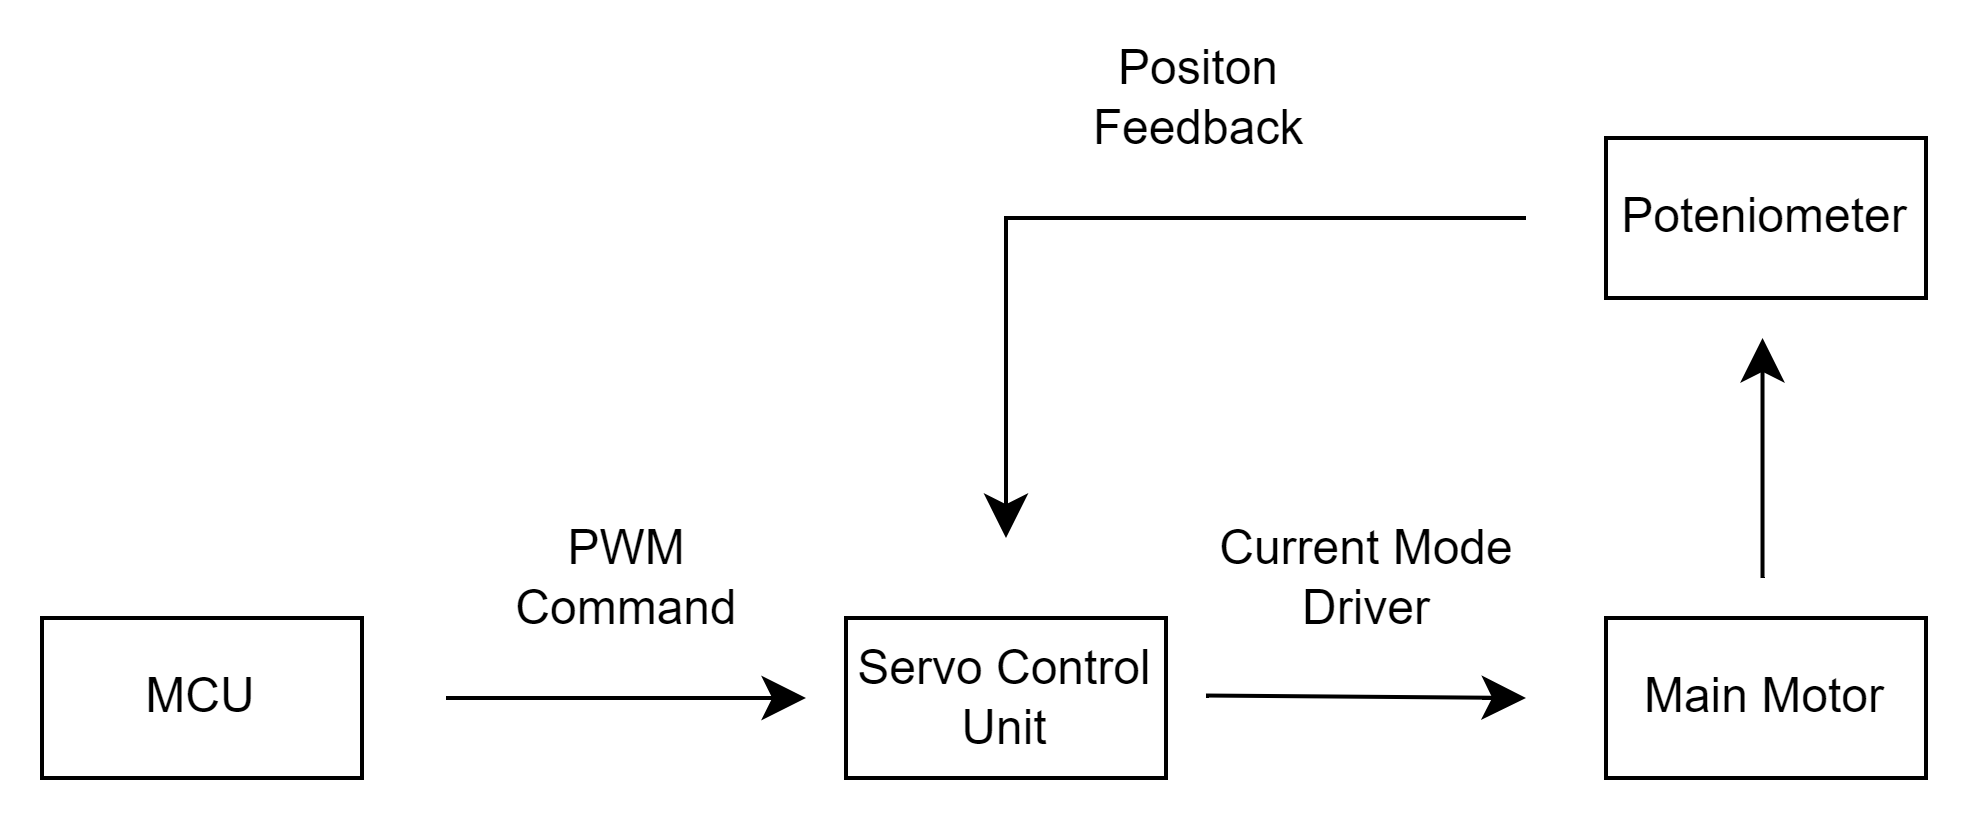 Positon
Feedback
Poteniometer
PWM
Command
Current Mode
Driver
MCU
Servo Control
Unit
Main Motor